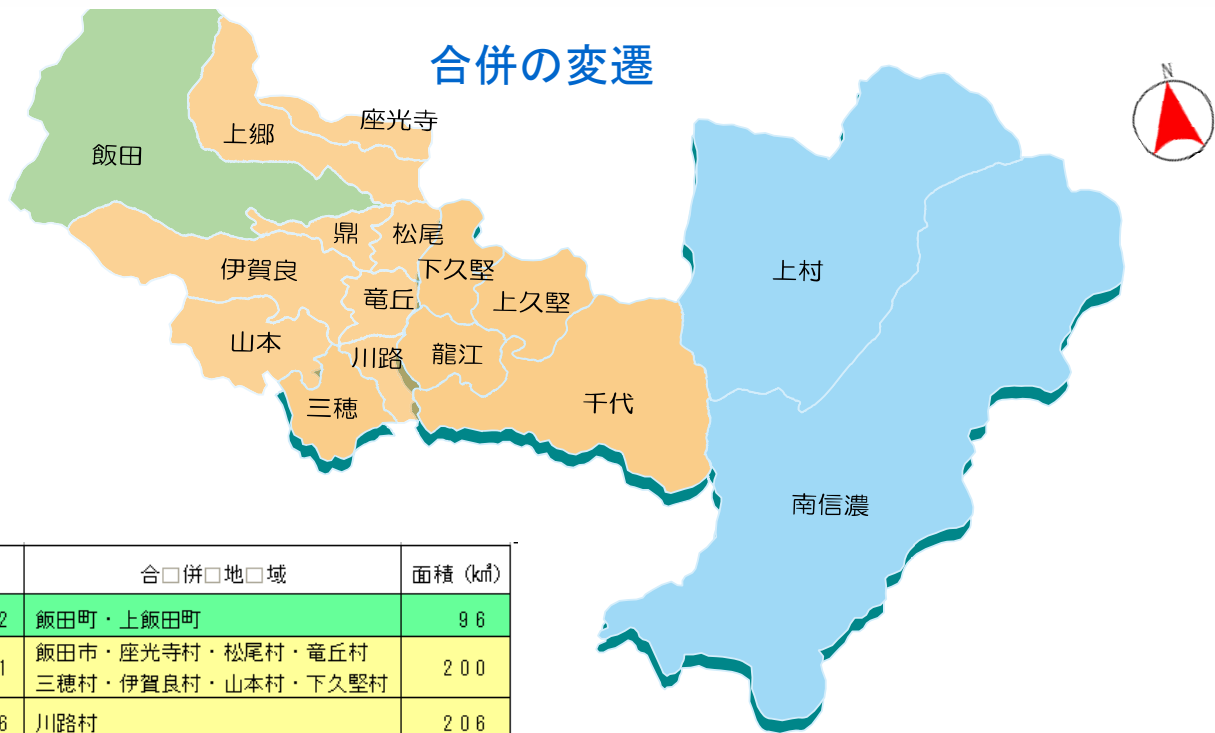 合併の変遷
N
座光寺
上郷
飯田
鼎
松尾
伊賀良
下久堅
上村
竜丘
上久堅
山本
川路
龍江
三穂
千代
南信濃
合□併□地□域
面積（k㎡）
2
飯田町・上飯田町
96
1
飯田市・座光寺村・松尾村・竜丘村
三穂村・伊賀良村・山本村・下久堅村
200
6
川路村
206